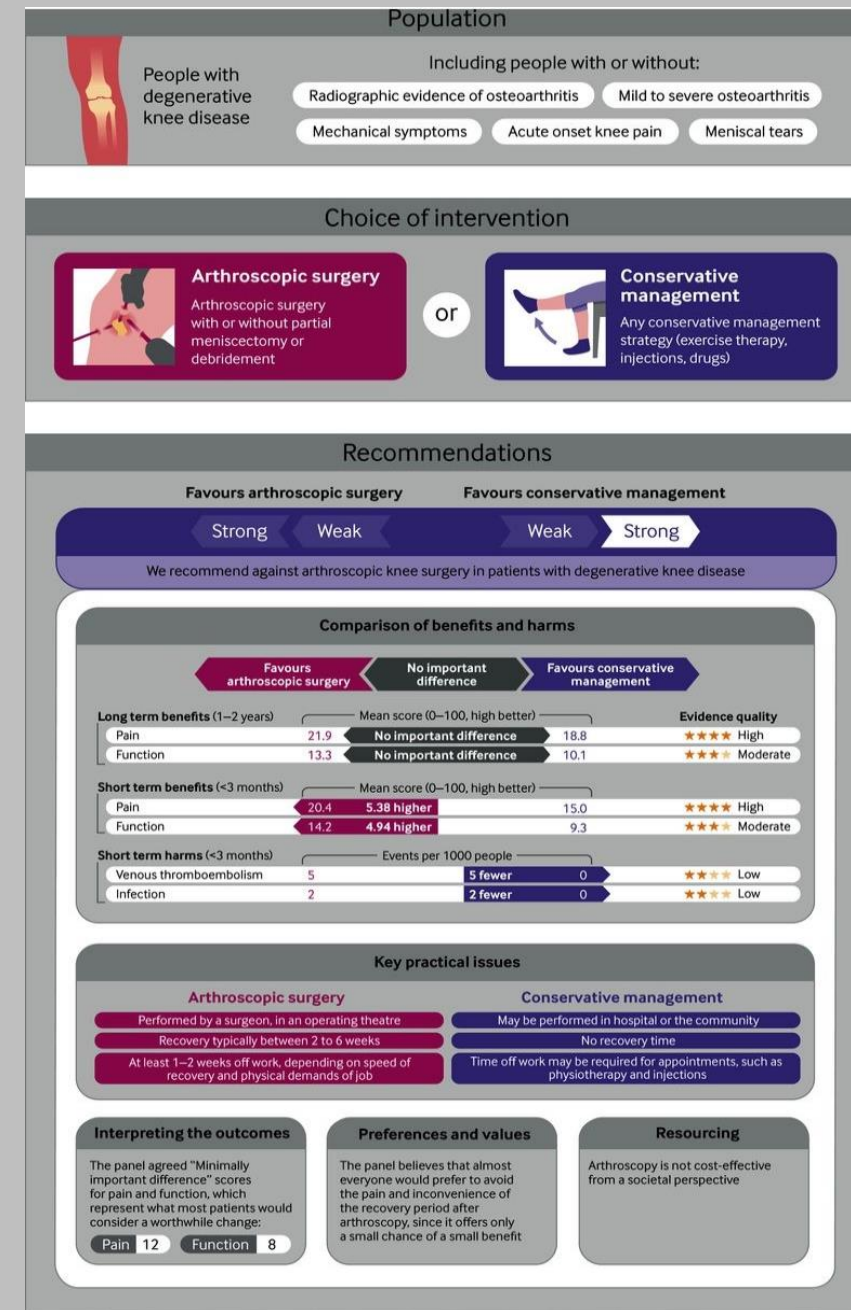 Population
People with
degenerative
knee disease
Including people with or without:
Radiographic evidence of osteoarthritis
Mild to severe osteoarthritis
Mechanical symptoms
Acute onset knee pain
Meniscal tears
Choice of intervention
Arthroscopic surgery
Arthroscopic surgery
with or without partial
meniscectomy or
debridement
or
Conservative
management
Any conservative management
strategy (exercise therapy,
injections, drugs)
Recommendations
Favours arthroscopic surgery
Favours conservative management
Strong Weak Weak Strong
We recommend against arthroscopic knee surgery in patients with degenerative knee disease
Comparison of benefits and harms
Favours
arthroscopic surgery
No important
difference
Favours conservative
management
Long term benefits (1–2 years) Mean score (0–100, high better) Evidence quality
Pain 21.9 No important difference 18.8 ★★★★ High
Function 13.3 No important difference 10.1 ★★★★ Moderate
Short term benefits (<3 months) Mean score (0–100, high better)
Pain 20.4 5.38 higher 15.0 ★★★★ High
Function 14.2 4.94 higher 9.3 ★★★★ Moderate
Short term harms (<3 months) Events per 1000 people
Venous thromboembolism 5 5 fewer 0 ★★★★ Low
Infection 2 2 fewer 0 ★★★★ Low
Key practical issues
Arthroscopic surgery
Performed by a surgeon, in an operating theatre
Recovery typically between 2 to 6 weeks
At least 1–2 weeks off work, depending on speed of
recovery and physical demands of job
Conservative management
May be performed in hospital or the community
No recovery time
Time off work may be required for appointments, such as
physiotherapy and injections
Interpreting the outcomes
The panel agreed "Minimally
important difference" scores
for pain and function, which
represent what most patients would
consider a worthwhile change:
Pain 12 Function 8
Preferences and values
The panel believes that almost
everyone would prefer to avoid
the pain and inconvenience of
the recovery period after
arthroscopy, since it offers only
a small chance of a small benefit
Resourcing
Arthroscopy is not cost-effective
from a societal perspective